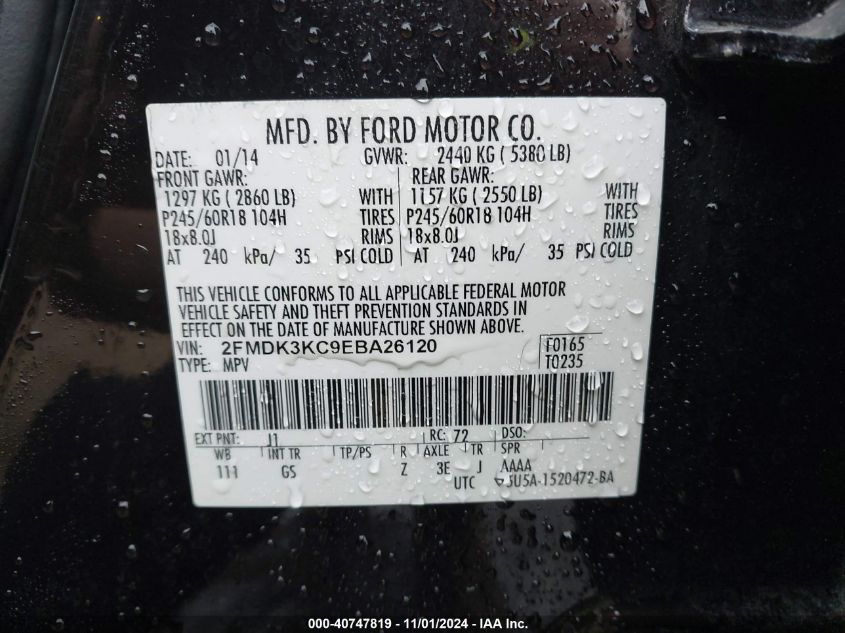 MFD. BY FORD MOTOR CO.
DATE: 01/14 GVWR: 2440 KG ( 5380 LB)
FRONT GAWR: REAR GAWR:
1297 KG ( 2860 LB) WITH 1157 KG ( 2550 LB) WITH
P245/60R18 104H TIRES P245/60R18 104H TIRES
18x8.0J RIMS 18x8.0J RIMS
AT 240 kPa/ 35 PSI COLD AT 240 kPa/ 35 PSI COLD
THIS VEHICLE CONFORMS TO ALL APPLICABLE FEDERAL MOTOR
VEHICLE SAFETY AND THEFT PREVENTION STANDARDS IN
EFFECT ON THE DATE OF MANUFACTURE SHOWN ABOVE.
VIN: 2FMDK3KC9EBA26120 F0165
TYPE: MPV T0235
EXT PNT: J1 RC: 72 DSO:
WB INT TR TP/PS R AXLE TR SPR
111 GS Z 3E J AAAA
UTC 5U5A-1520472-BA
000-40747819 - 11/01/2024 - IAA Inc.